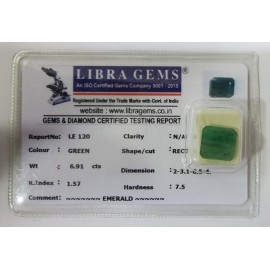 LIBRA GEMS
An ISO Certified Gems Company 9001 : 2015
Registered Under the Trade Mark with Govt. of India
website : www.libragems.co.in
GEMS & DIAMOND CERTIFIED TESTING REPORT
ReportNo: LE 120 Clarity : N/A
Colour : GREEN Shape/cut : RECT
Wt : 6.91 cts Dimension :
R.Index : 1.57 Hardness : 7.5
Comment : ~~~~~~~ EMERALD ~~~~~~~